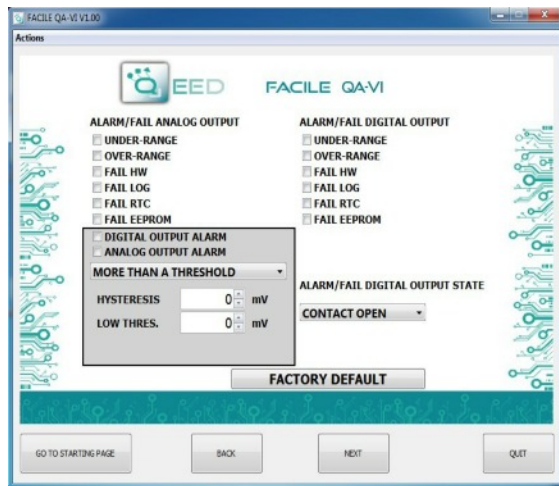 FACILE QA-VI V1.00
Actions
QEED FACILE QA-VI
ALARM/FAIL ANALOG OUTPUT
UNDER-RANGE
OVER-RANGE
FAIL HW
FAIL LOG
FAIL RTC
FAIL EEPROM
DIGITAL OUTPUT ALARM
ANALOG OUTPUT ALARM
MORE THAN A THRESHOLD
HYSTERESIS 0 mV
LOW THRES. 0 mV
ALARM/FAIL DIGITAL OUTPUT
UNDER-RANGE
OVER-RANGE
FAIL HW
FAIL LOG
FAIL RTC
FAIL EEPROM
ALARM/FAIL DIGITAL OUTPUT STATE
CONTACT OPEN
FACTORY DEFAULT
GO TO STARTING PAGE
BACK
NEXT
QUIT